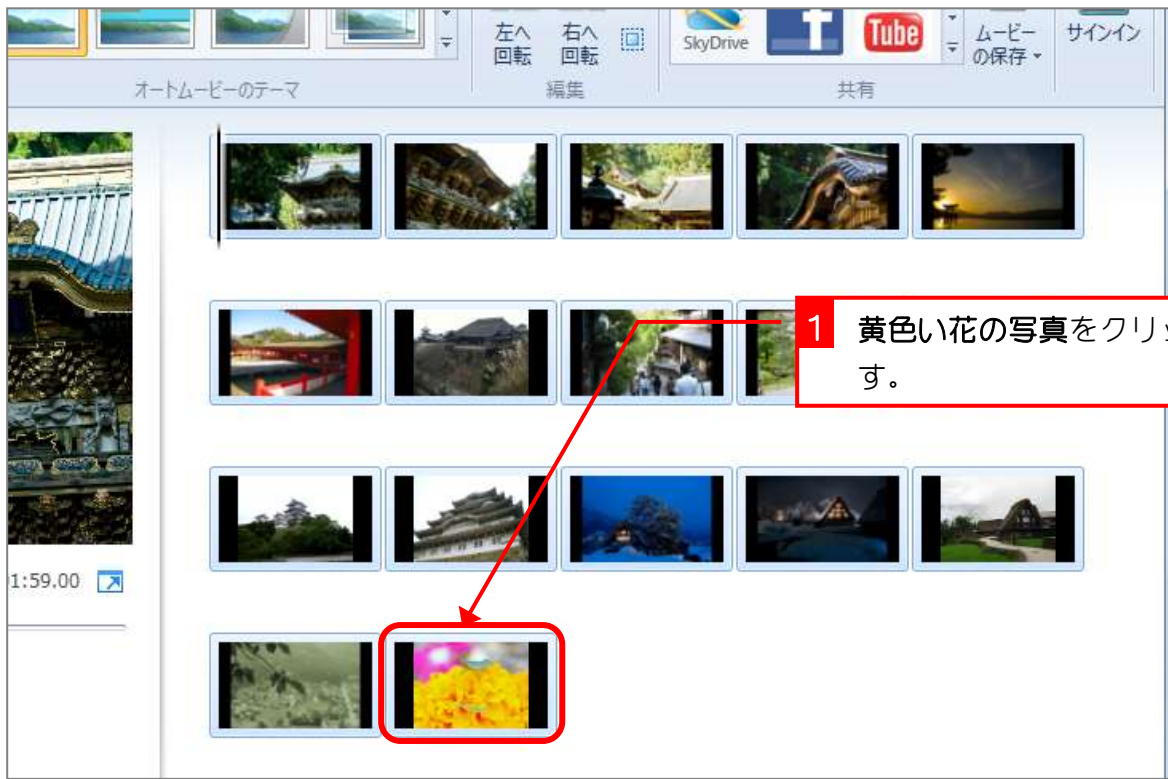 左へ
回転
右へ
回転
SkyDrive
f
Tube
ムービー
の保存
サインイン
オートムービーのテーマ
編集
共有
1 黄色い花の写真をクリッ
す。
1:59.00